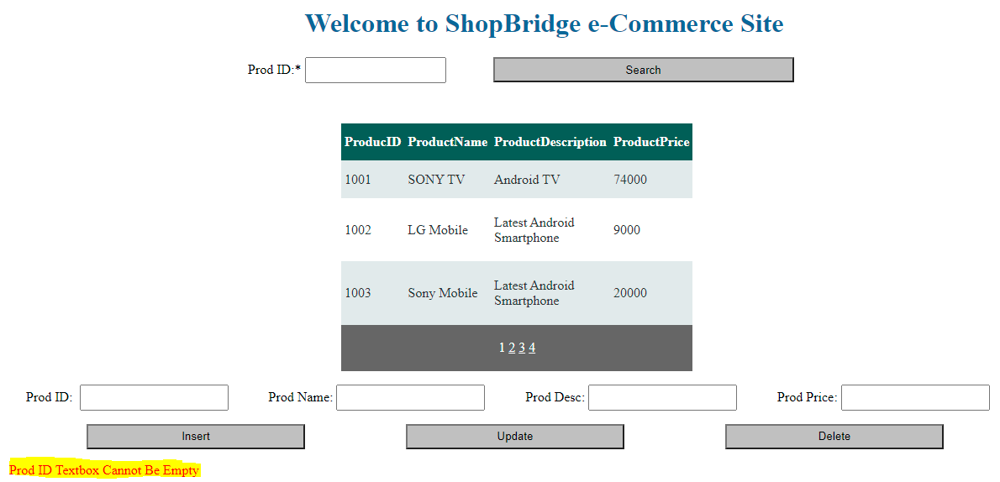 Welcome to ShopBridge e-Commerce Site
Prod ID:* Search
ProducID ProductName ProductDescription ProductPrice
1001 SONY TV Android TV 74000
1002 LG Mobile Latest Android Smartphone 9000
1003 Sony Mobile Latest Android Smartphone 20000
1 2 3 4
Prod ID: Prod Name: Prod Desc: Prod Price:
Insert Update Delete
Prod ID Textbox Cannot Be Empty